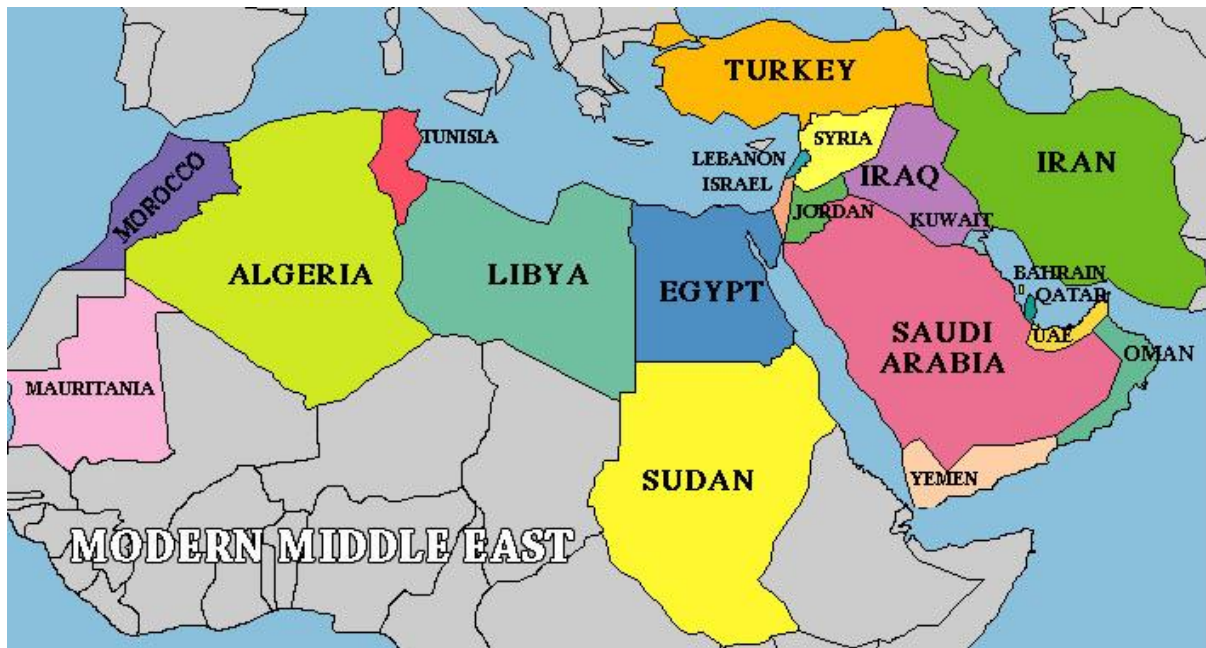 TURKEY
TUNISIA
SYRIA
LEBANON
ISRAEL
IRAQ
IRAN
MOROCCO
JORDAN
KUWAIT
ALGERIA
LIBYA
EGYPT
BAHRAIN
QATAR
SAUDI
ARABIA
UAE
OMAN
MAURITANIA
SUDAN
YEMEN
MODERN MIDDLE EAST